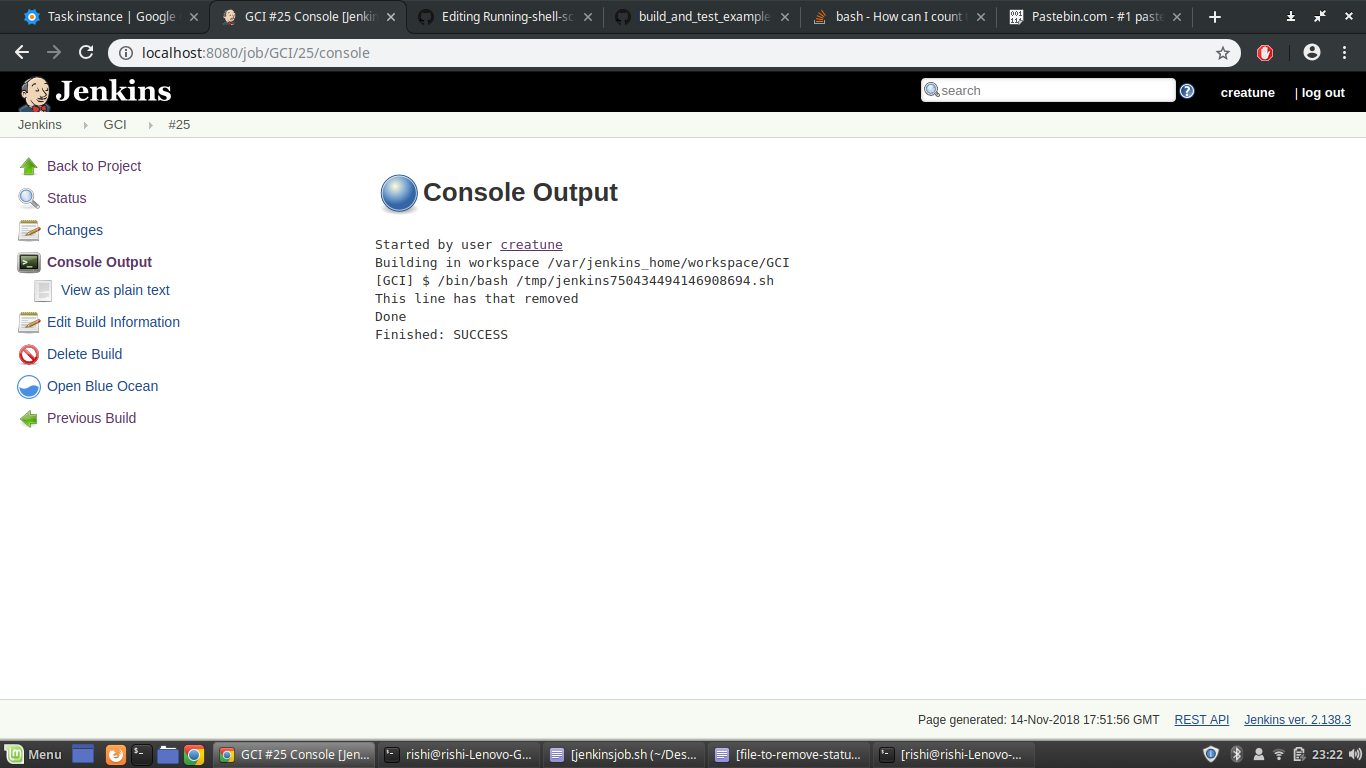 Task instance | Google
GCI #25 Console [Jenkin
Editing Running-shell-sc
build_and_test_example
bash - How can I count t
Pastebin.com - #1 paste
localhost:8080/job/GCI/25/console
Jenkins
search
creatune
| log out
Jenkins
GCI
#25
Back to Project
Status
Changes
Console Output
View as plain text
Edit Build Information
Delete Build
Open Blue Ocean
Previous Build
Console Output
Started by user creatune
Building in workspace /var/jenkins_home/workspace/GCI
[GCI] $ /bin/bash /tmp/jenkins750434494146908694.sh
This line has that removed
Done
Finished: SUCCESS
Page generated: 14-Nov-2018 17:51:56 GMT
REST API
Jenkins ver. 2.138.3
Menu
GCI #25 Console [Jen...
rishi@rishi-Lenovo-G...
[jenkinsjob.sh (~/Des...
[file-to-remove-statu...
[rishi@rishi-Lenovo-...
23:22